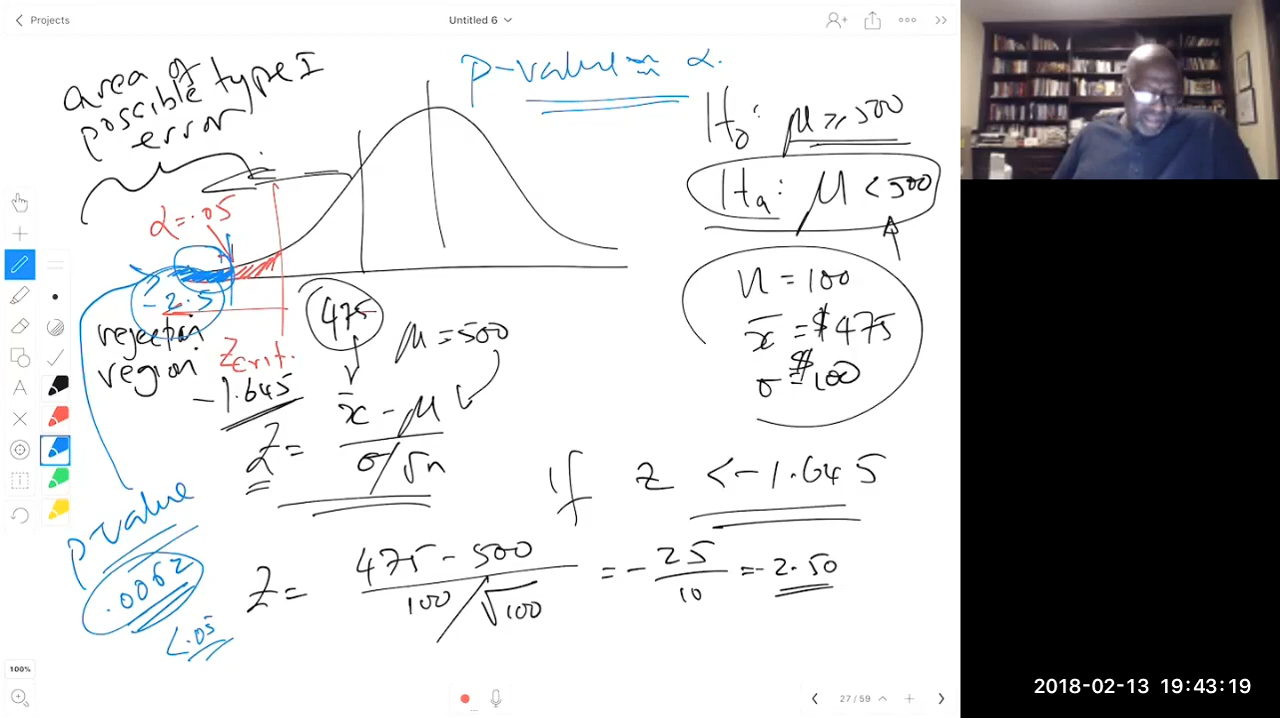 Projects
Untitled 6
area of
possible type I
error
p-value ≈ α.
H₀: μ ≥ 500
Hₐ: μ < 500
α = .05
-2.5
rejection
region
Zcrit.
-1.645
475
μ = 500
n = 100
x̄ = $475
σ = $100
Z = x̄ - μ / σ/√n
if z < -1.645
p-value
.0062
<.05
Z = 475 - 500 / 100/√100 = -25/10 = -2.50
100%
27 / 59
2018-02-13 19:43:19